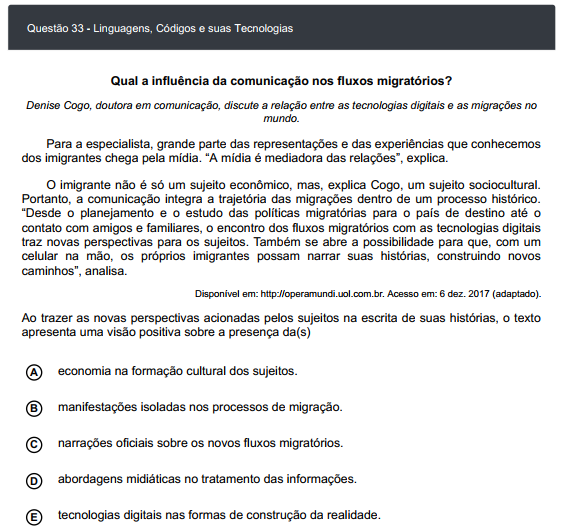 Questão 33 - Linguagens, Códigos e suas Tecnologias
Qual a influência da comunicação nos fluxos migratórios?
Denise Cogo, doutora em comunicação, discute a relação entre as tecnologias digitais e as migrações no
mundo.
Para a especialista, grande parte das representações e das experiências que conhecemos
dos imigrantes chega pela mídia. “A mídia é mediadora das relações”, explica.
O imigrante não é só um sujeito econômico, mas, explica Cogo, um sujeito sociocultural.
Portanto, a comunicação integra a trajetória das migrações dentro de um processo histórico.
“Desde o planejamento e o estudo das políticas migratórias para o país de destino até o
contato com amigos e familiares, o encontro dos fluxos migratórios com as tecnologias digitais
traz novas perspectivas para os sujeitos. Também se abre a possibilidade para que, com um
celular na mão, os próprios imigrantes possam narrar suas histórias, construindo novos
caminhos”, analisa.
Disponível em: http://operamundi.uol.com.br. Acesso em: 6 dez. 2017 (adaptado).
Ao trazer as novas perspectivas acionadas pelos sujeitos na escrita de suas histórias, o texto
apresenta uma visão positiva sobre a presença da(s)
A economia na formação cultural dos sujeitos.
B manifestações isoladas nos processos de migração.
C narrações oficiais sobre os novos fluxos migratórios.
D abordagens midiáticas no tratamento das informações.
E tecnologias digitais nas formas de construção da realidade.